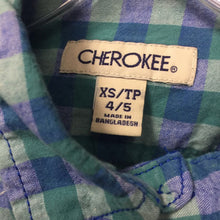 CHEROKEE®
XS/TP
4/5
MADE IN
BANGLADESH